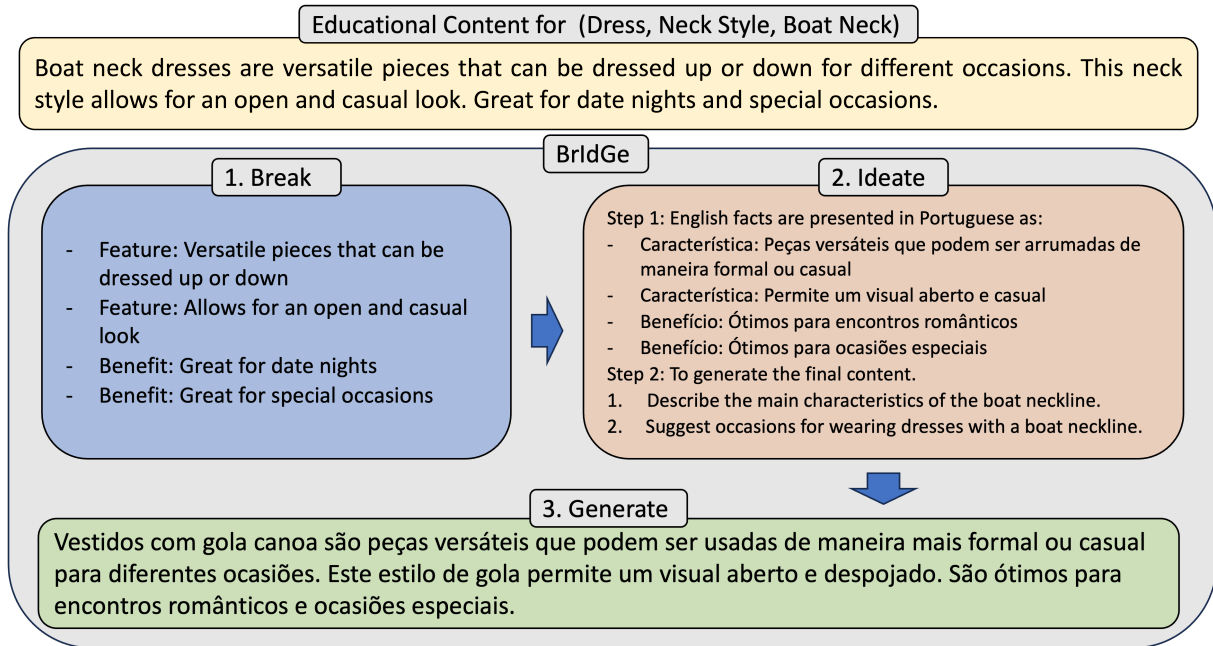 Educational Content for (Dress, Neck Style, Boat Neck)
Boat neck dresses are versatile pieces that can be dressed up or down for different occasions. This neck
style allows for an open and casual look. Great for date nights and special occasions.
BrIdGe
1. Break
- Feature: Versatile pieces that can be
dressed up or down
- Feature: Allows for an open and casual
look
- Benefit: Great for date nights
- Benefit: Great for special occasions
2. Ideate
Step 1: English facts are presented in Portuguese as:
- Característica: Peças versáteis que podem ser arrumadas de
maneira formal ou casual
- Característica: Permite um visual aberto e casual
- Benefício: Ótimos para encontros românticos
- Benefício: Ótimos para ocasiões especiais
Step 2: To generate the final content.
1. Describe the main characteristics of the boat neckline.
2. Suggest occasions for wearing dresses with a boat neckline.
3. Generate
Vestidos com gola canoa são peças versáteis que podem ser usadas de maneira mais formal ou casual
para diferentes ocasiões. Este estilo de gola permite um visual aberto e despojado. São ótimos para
encontros românticos e ocasiões especiais.